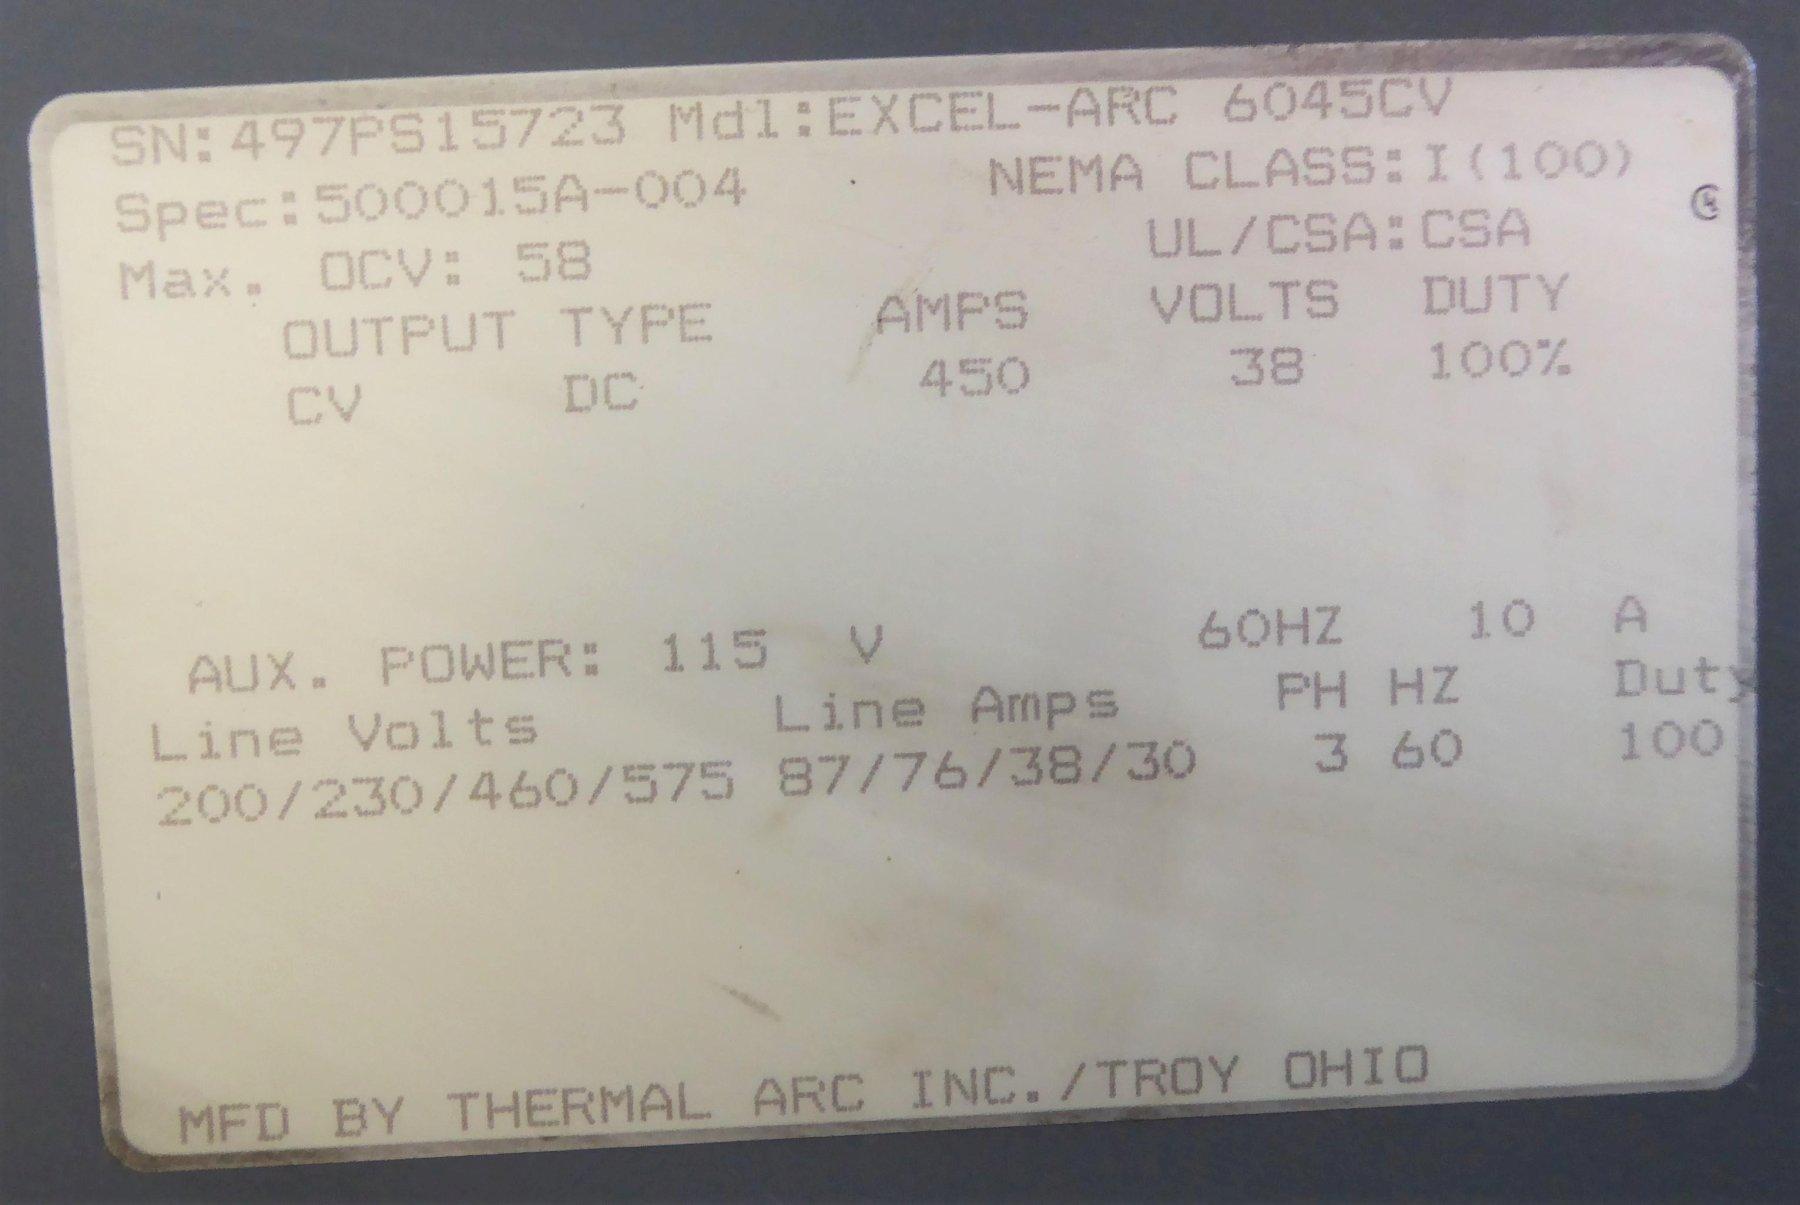 SN:497PS15723 Mdl:EXCEL-ARC 6045CV
Spec:500015A-004 NEMA CLASS:I(100)
Max. OCV: 58 UL/CSA:CSA
OUTPUT TYPE AMPS VOLTS DUTY
CV DC 450 38 100%
AUX. POWER: 115 V 60HZ 10 A
Line Volts Line Amps PH HZ Duty
200/230/460/575 87/76/38/30 3 60 100
MFD BY THERMAL ARC INC./TROY OHIO